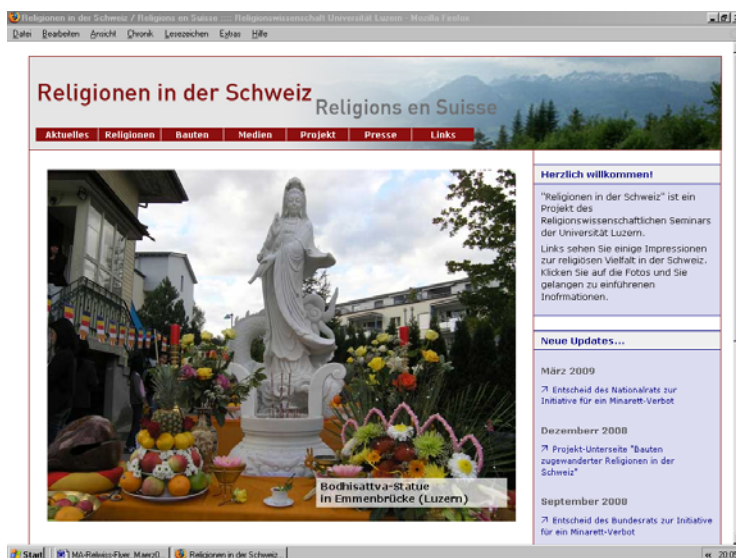 Religionen in der Schweiz / Religions en Suisse :::: Religionswissenschaft Universität Luzern - Mozilla Firefox
Datei Bearbeiten Ansicht Chronik Lesezeichen Extras Hilfe
Religionen in der Schweiz
Religions en Suisse
Aktuelles Religionen Bauten Medien Projekt Presse Links
Herzlich willkommen!
"Religionen in der Schweiz" ist ein
Projekt des
Religionswissenschaftlichen Seminars
der Universität Luzern.
Links sehen Sie einige Impressionen
zur religiösen Vielfalt in der Schweiz.
Klicken Sie auf die Fotos und Sie
gelangen zu einführenen
Inofrmationen.
Neue Updates...
März 2009
Entscheid des Nationalrats zur
Initiative für ein Minarett-Verbot
Dezemberr 2008
Projekt-Unterseite "Bauten
zugewanderter Religionen in der
Schweiz"
September 2008
Entscheid des Bundesrats zur Initiative
für ein Minarett-Verbot
Bodhisattva-Statue
in Emmenbrücke (Luzern)
Start MA-Relwiss-Flyer_Maerz0... Religionen in der Schweiz... 20:05